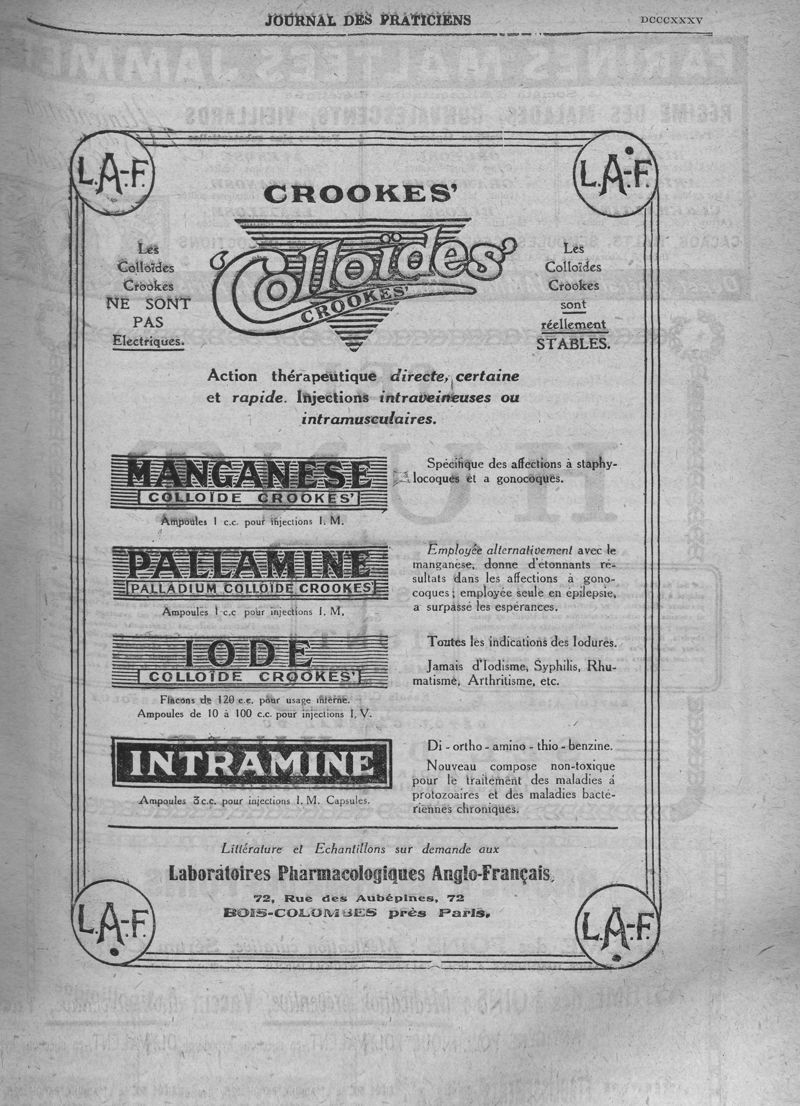 JOURNAL DES PRATICIENS
DCCCXXXV
L.A-F.
L.A-F.
CROOKES'
'Colloïdes'
CROOKES'
Les
Colloïdes
Crookes
NE SONT
PAS
Electriques.
Les
Colloïdes
Crookes
sont
réellement
STABLES.
Action thérapeutique directe, certaine
et rapide. Injections intraveineuses ou
intramusculaires.
MANGANESE
COLLOÏDE CROOKES'
Ampoules 1 c.c. pour injections I. M.
Spécifique des affections à staphy-
locoques et a gonocoques.
PALLAMINE
PALLADIUM COLLOÏDE CROOKES'
Ampoules 1 c.c pour injections I. M.
Employée alternativement avec le
manganese, donne d'etonnants ré-
sultats dans les affections à gono-
coques ; employée seule en épilepsie,
a surpassé les espérances.
IODE
COLLOÏDE CROOKES'
Flacons de 120 c.c. pour usage interne.
Ampoules de 10 à 100 c.c. pour injections I. V.
Toutes les indications des Iodures.
Jamais d'Iodisme, Syphilis, Rhu-
matisme, Arthritisme, etc.
INTRAMINE
Ampoules 3 c.c. pour injections I. M. Capsules.
Di - ortho - amino - thio - benzine.
Nouveau compose non-toxique
pour le traitement des maladies à
protozoaires et des maladies bacté-
riennes chroniques.
Littérature et Echantillons sur demande aux
Laboratoires Pharmacologiques Anglo-Français,
72, Rue des Aubépines, 72
BOIS-COLOMBES près Paris.
L.A-F.
L.A-F.